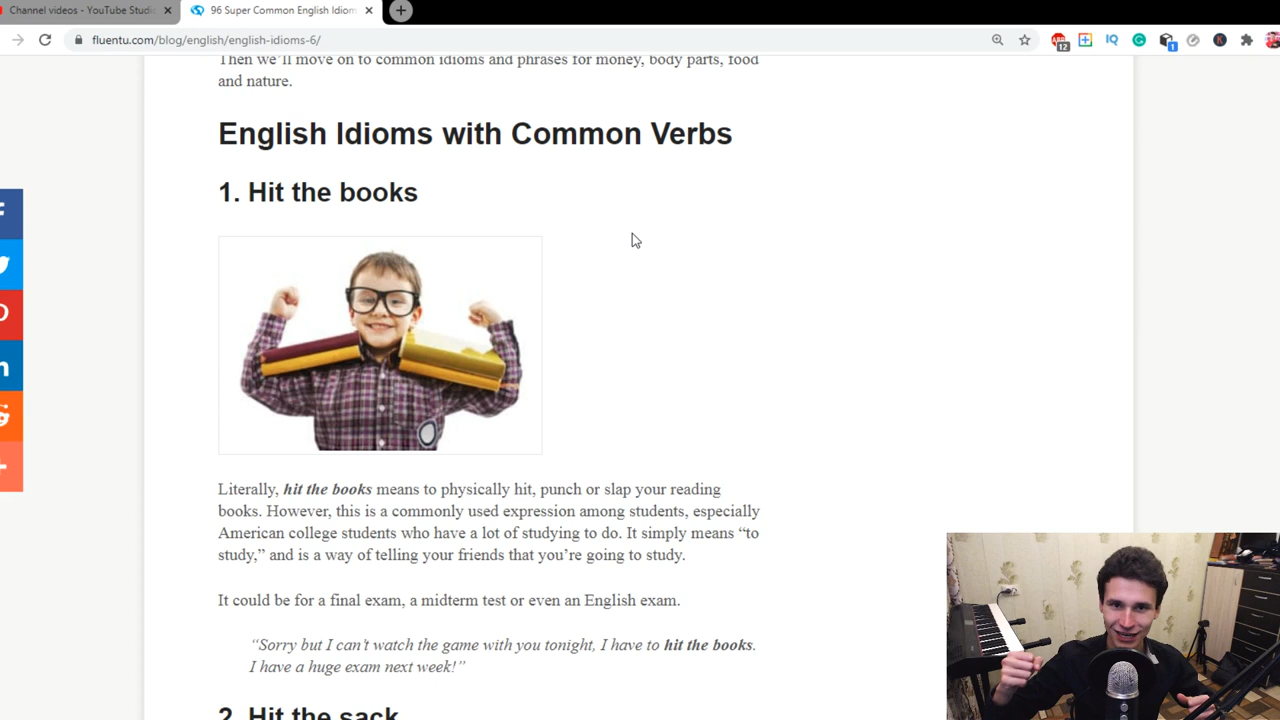 Channel videos - YouTube Studi
96 Super Common English Idiom
fluentu.com/blog/english/english-idioms-6/
12
IQ
1
K
Then we'll move on to common idioms and phrases for money, body parts, food
and nature.
English Idioms with Common Verbs
1. Hit the books
Literally, hit the books means to physically hit, punch or slap your reading
books. However, this is a commonly used expression among students, especially
American college students who have a lot of studying to do. It simply means “to
study,” and is a way of telling your friends that you’re going to study.
It could be for a final exam, a midterm test or even an English exam.
“Sorry but I can’t watch the game with you tonight, I have to hit the books.
I have a huge exam next week!”
2. Hit the sack